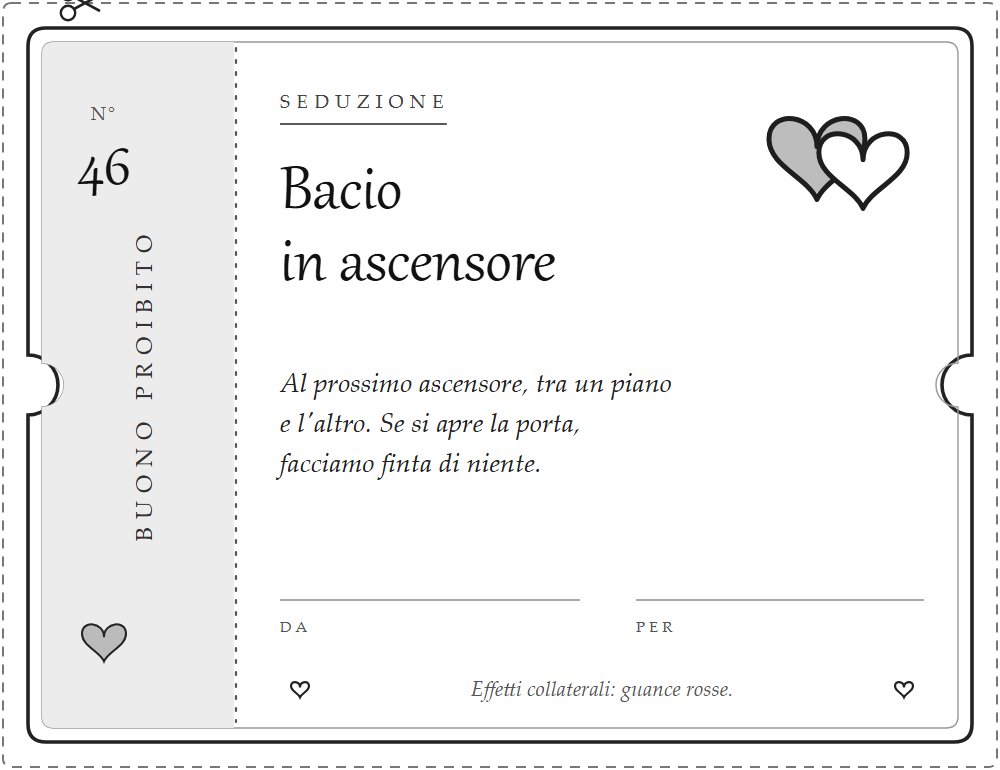 N°
46
BUONO PROIBITO
SEDUZIONE
Bacio
in ascensore
Al prossimo ascensore, tra un piano
e l'altro. Se si apre la porta,
facciamo finta di niente.
DA
PER
Effetti collaterali: guance rosse.